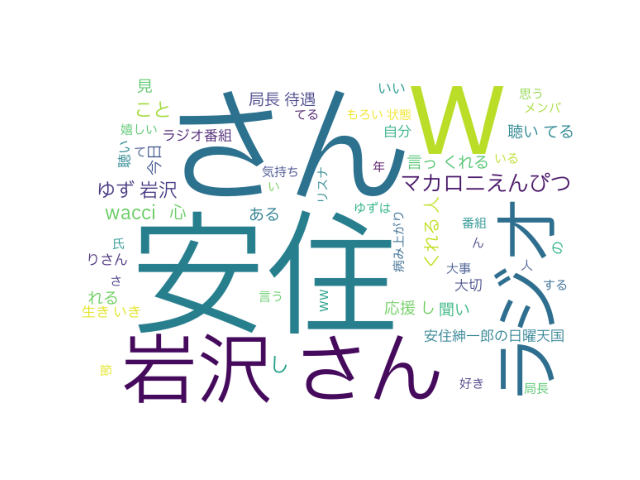 見
さん
W
いい
思う
こと
局長 待遇
メンバ
嬉しい
ラジオ番組
てる
もろい 状態
自分
聴い てる
聴い て
今日
気持ち
年
言っ くれる
いる
ゆず 岩沢
い
リスナ
マカロニえんぴつ
wacci
心
ある
ゆずは
病み上がり
くれる 人
番組
ラジオ
の
氏
安住
ん
りさん
大事
人
さ
大切
する
れる
言う
ww
生き いき
応援 し
聞い
安住紳一郎の日曜天国
岩沢 さん
し
節
好き
局長